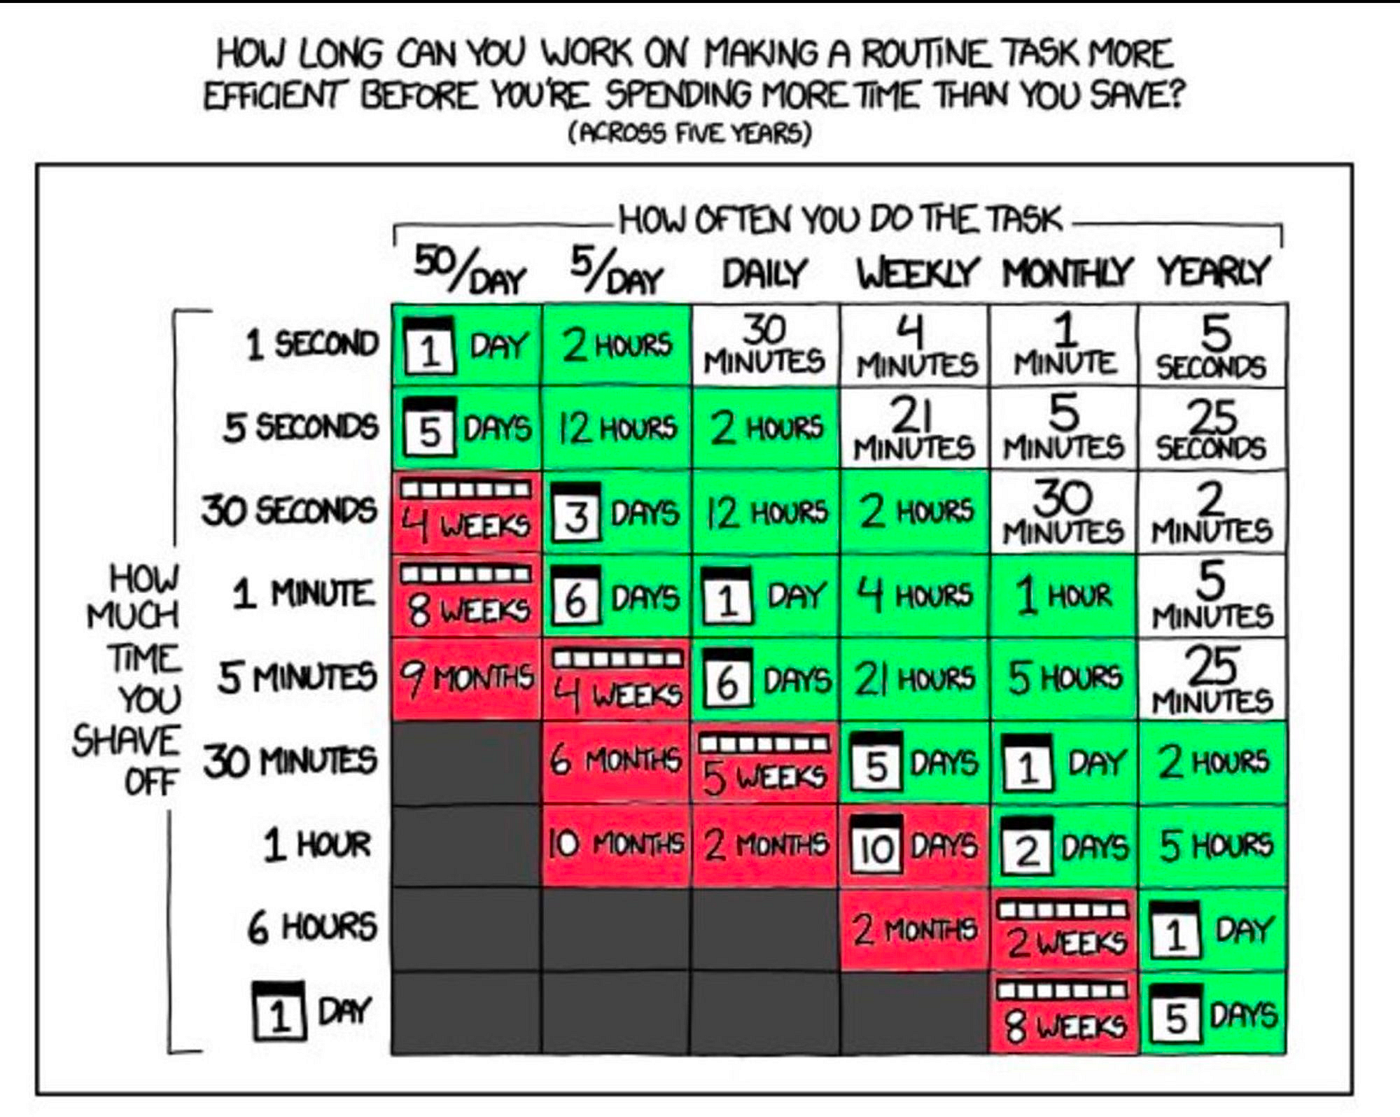 HOW LONG CAN YOU WORK ON MAKING A ROUTINE TASK MORE
EFFICIENT BEFORE YOU'RE SPENDING MORE TIME THAN YOU SAVE?
(ACROSS FIVE YEARS)
HOW OFTEN YOU DO THE TASK
50/DAY 5/DAY DAILY WEEKLY MONTHLY YEARLY
HOW
MUCH
TIME
YOU
SHAVE
OFF
1 SECOND 1 DAY 2 HOURS 30 MINUTES 4 MINUTES 1 MINUTE 5 SECONDS
5 SECONDS 5 DAYS 12 HOURS 2 HOURS 21 MINUTES 5 MINUTES 25 SECONDS
30 SECONDS 4 WEEKS 3 DAYS 12 HOURS 2 HOURS 30 MINUTES 2 MINUTES
1 MINUTE 8 WEEKS 6 DAYS 1 DAY 4 HOURS 1 HOUR 5 MINUTES
5 MINUTES 9 MONTHS 4 WEEKS 6 DAYS 21 HOURS 5 HOURS 25 MINUTES
30 MINUTES 6 MONTHS 5 WEEKS 5 DAYS 1 DAY 2 HOURS
1 HOUR 10 MONTHS 2 MONTHS 10 DAYS 2 DAYS 5 HOURS
6 HOURS 2 MONTHS 2 WEEKS 1 DAY
1 DAY 8 WEEKS 5 DAYS